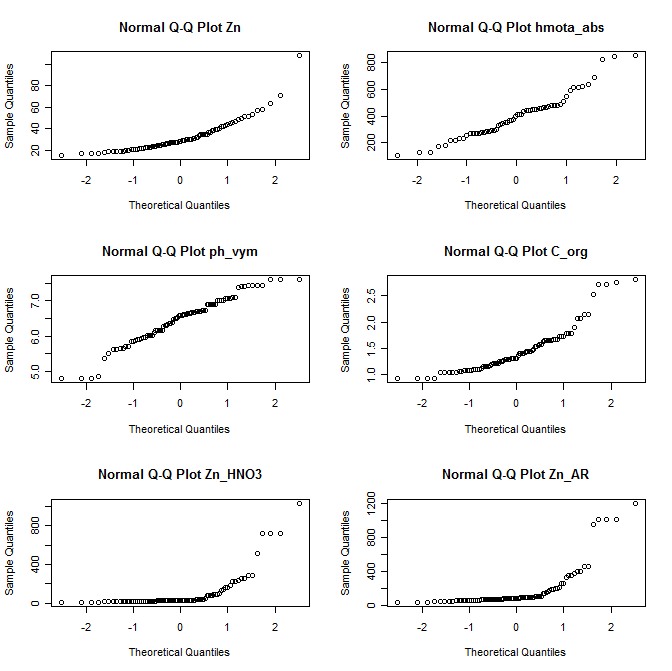 Normal Q-Q Plot Zn
Sample Quantiles
20 40 60 80
-2 -1 0 1 2
Theoretical Quantiles
Normal Q-Q Plot hmota_abs
Sample Quantiles
200 400 600 800
-2 -1 0 1 2
Theoretical Quantiles
Normal Q-Q Plot ph_vym
Sample Quantiles
5.0 6.0 7.0
-2 -1 0 1 2
Theoretical Quantiles
Normal Q-Q Plot C_org
Sample Quantiles
1.0 1.5 2.0 2.5
-2 -1 0 1 2
Theoretical Quantiles
Normal Q-Q Plot Zn_HNO3
Sample Quantiles
0 400 800
-2 -1 0 1 2
Theoretical Quantiles
Normal Q-Q Plot Zn_AR
Sample Quantiles
0 400 800 1200
-2 -1 0 1 2
Theoretical Quantiles